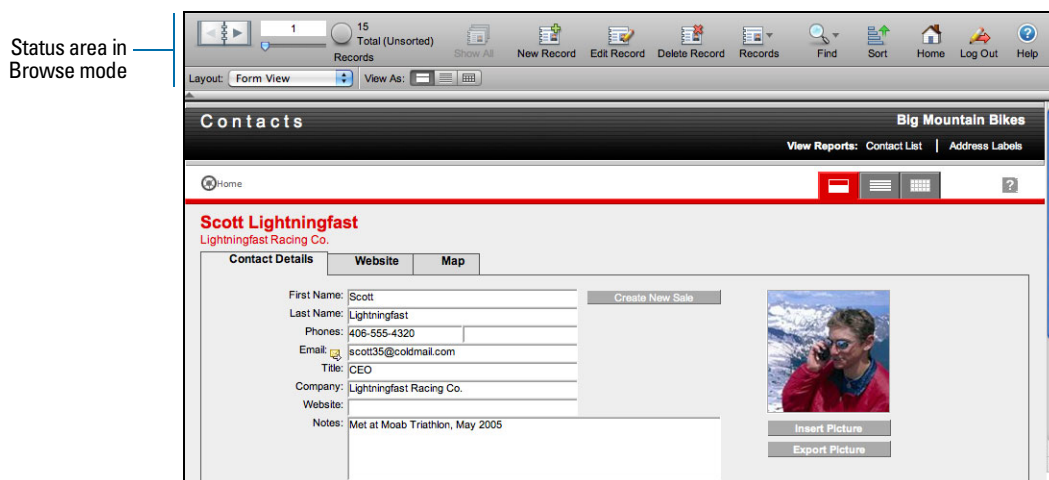 Status area in
Browse mode
1
15
Total (Unsorted)
Records
Show All
New Record
Edit Record
Delete Record
Records
Find
Sort
Home
Log Out
Help
Layout: Form View
View As:
Contacts
Big Mountain Bikes
View Reports: Contact List | Address Labels
Home
?
Scott Lightningfast
Lightningfast Racing Co.
Contact Details
Website
Map
First Name: Scott
Create New Sale
Last Name: Lightningfast
Phones: 406-555-4320
Email: scott35@coldmail.com
Title: CEO
Company: Lightningfast Racing Co.
Website:
Notes: Met at Moab Triathlon, May 2005
Insert Picture
Export Picture